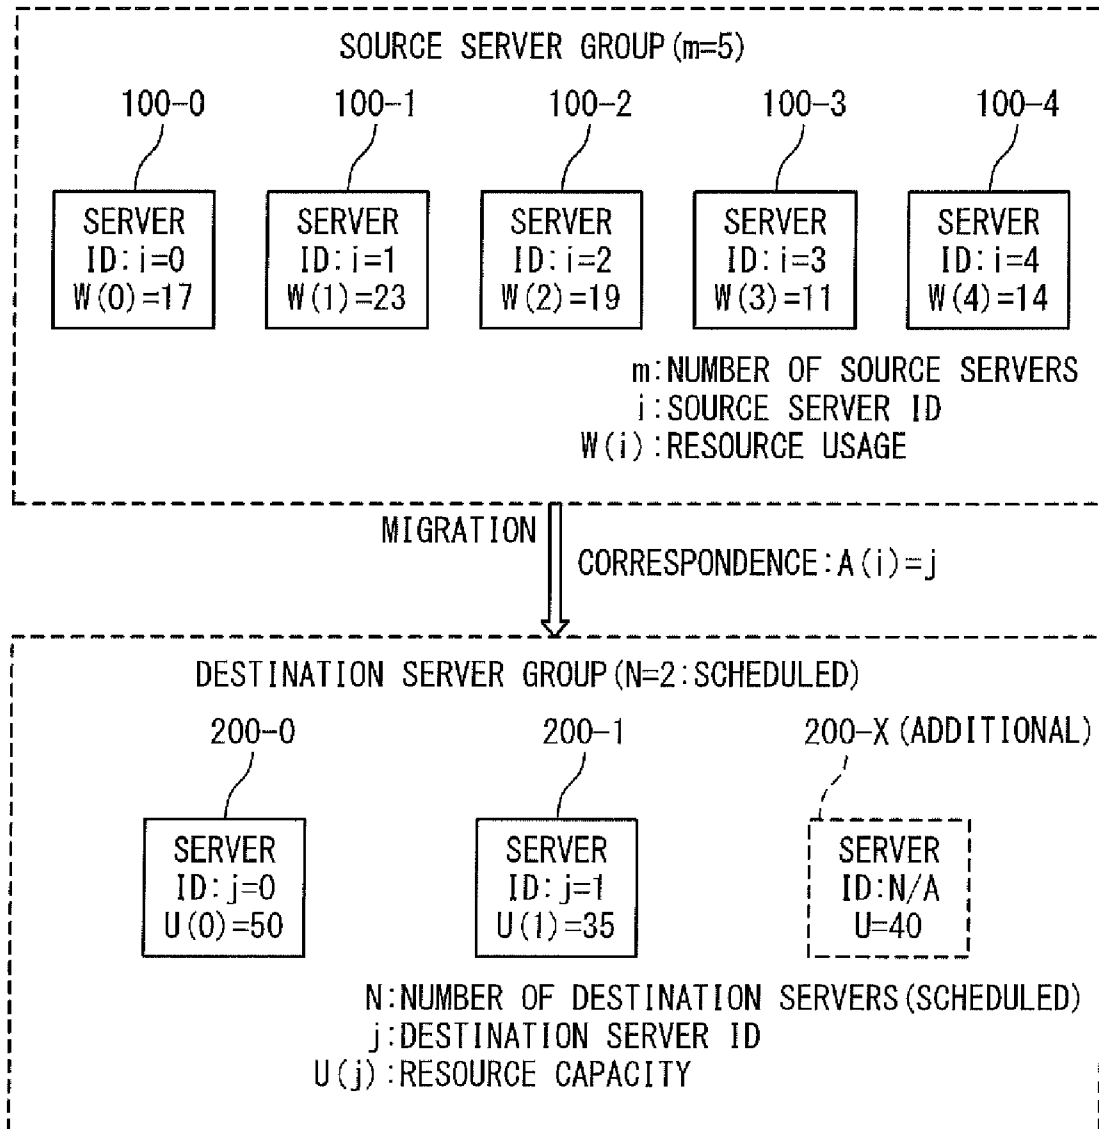 SOURCE SERVER GROUP(m=5)
100-0 100-1 100-2 100-3 100-4
SERVER SERVER SERVER SERVER SERVER
ID:i=0 ID:i=1 ID:i=2 ID:i=3 ID:i=4
W(0)=17 W(1)=23 W(2)=19 W(3)=11 W(4)=14
m:NUMBER OF SOURCE SERVERS
i:SOURCE SERVER ID
W(i):RESOURCE USAGE
MIGRATION
CORRESPONDENCE:A(i)=j
DESTINATION SERVER GROUP(N=2:SCHEDULED)
200-0 200-1 200-X(ADDITIONAL)
SERVER SERVER SERVER
ID:j=0 ID:j=1 ID:N/A
U(0)=50 U(1)=35 U=40
N:NUMBER OF DESTINATION SERVERS(SCHEDULED)
j:DESTINATION SERVER ID
U(j):RESOURCE CAPACITY